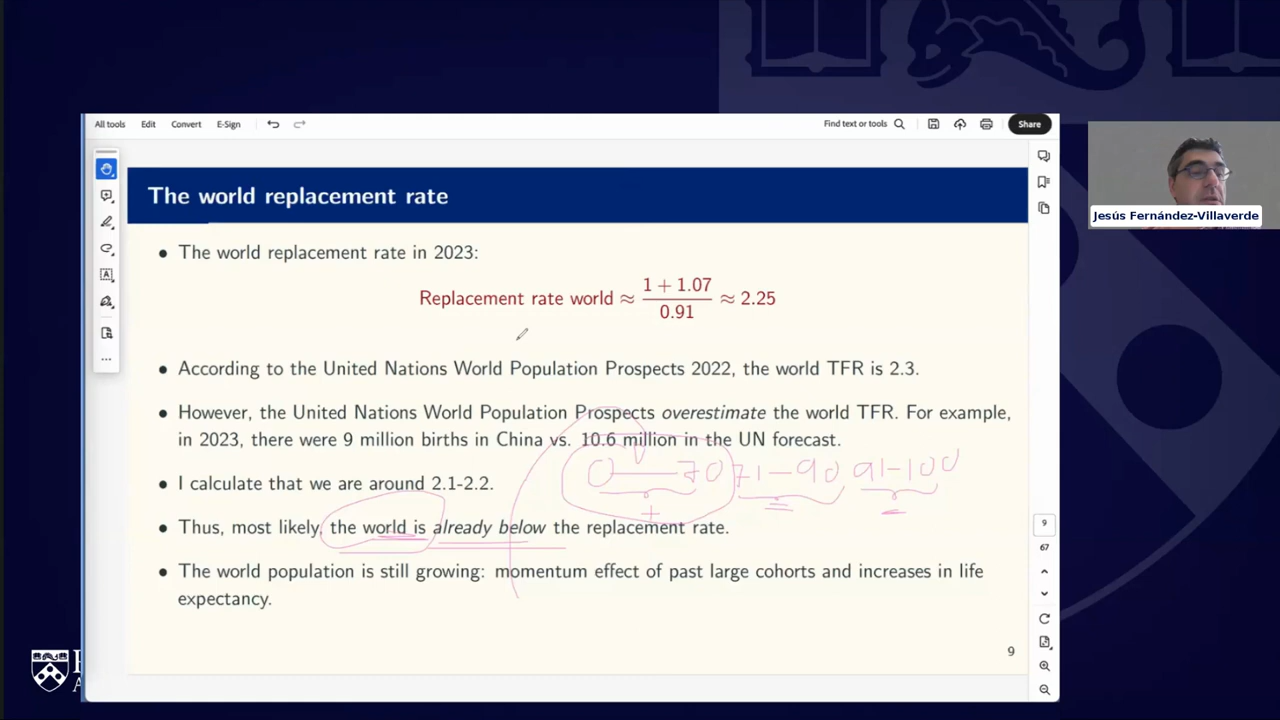 All tools Edit Convert E-Sign
Find text or tools
Share
The world replacement rate
Jesús Fernández-Villaverde
• The world replacement rate in 2023:
Replacement rate world ≈ 1 + 1.07 / 0.91 ≈ 2.25
• According to the United Nations World Population Prospects 2022, the world TFR is 2.3.
• However, the United Nations World Population Prospects overestimate the world TFR. For example,
in 2023, there were 9 million births in China vs. 10.6 million in the UN forecast.
0—70 71-90 91-100
• I calculate that we are around 2.1-2.2.
+ = =
• Thus, most likely, the world is already below the replacement rate.
• The world population is still growing: momentum effect of past large cohorts and increases in life
expectancy.
9
9
67